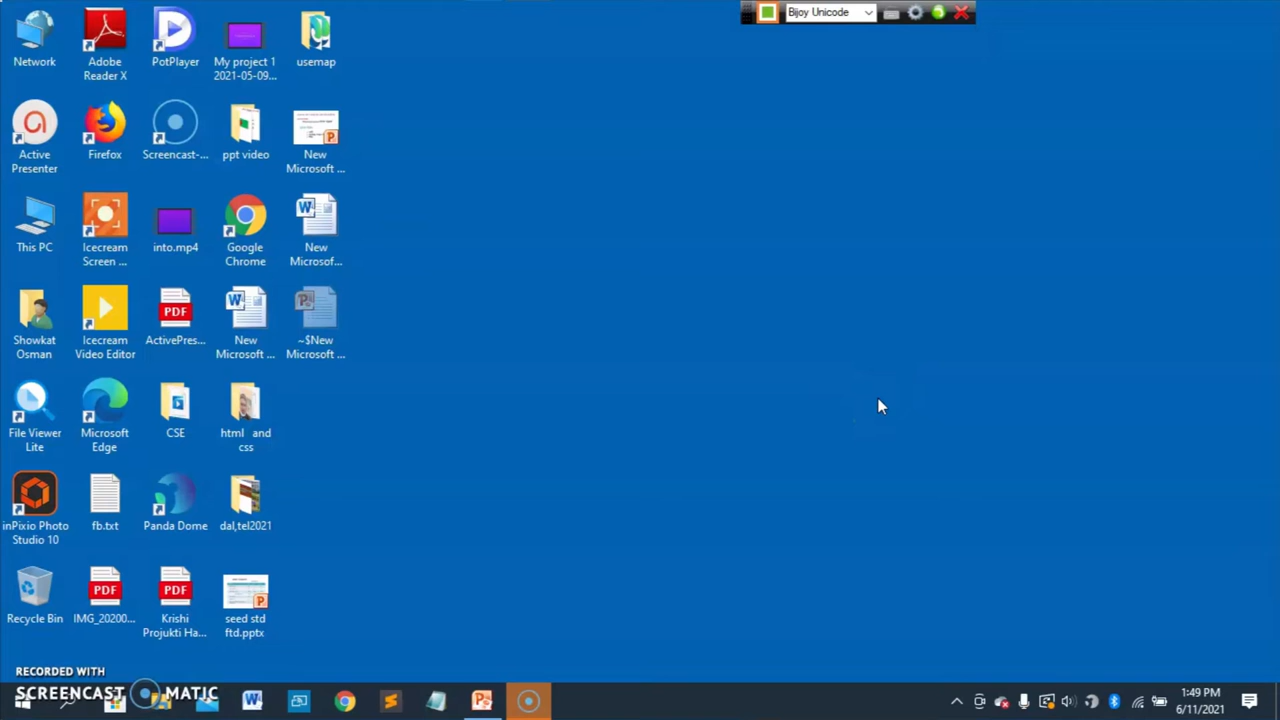 Bijoy Unicode
Network
Adobe
Reader X
PotPlayer
My project 1
2021-05-09...
usemap
Active
Presenter
Firefox
Screencast-...
ppt video
New
Microsoft ...
This PC
Icecream
Screen ...
into.mp4
Google
Chrome
New
Microsof...
Showkat
Osman
Icecream
Video Editor
PDF
ActivePres...
New
Microsoft ...
~$New
Microsoft ...
File Viewer
Lite
Microsoft
Edge
CSE
html and
css
inPixio Photo
Studio 10
fb.txt
Panda Dome
dal,tel2021
Recycle Bin
PDF
IMG_20200...
PDF
Krishi
Projukti Ha...
seed std
ftd.pptx
RECORDED WITH
SCREENCAST MATIC
1:49 PM
6/11/2021